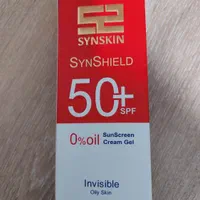 SYNSKIN
SYNSHIELD
50+
SPF
0%oil
SunScreen
Cream Gel
Invisible
Oily Skin